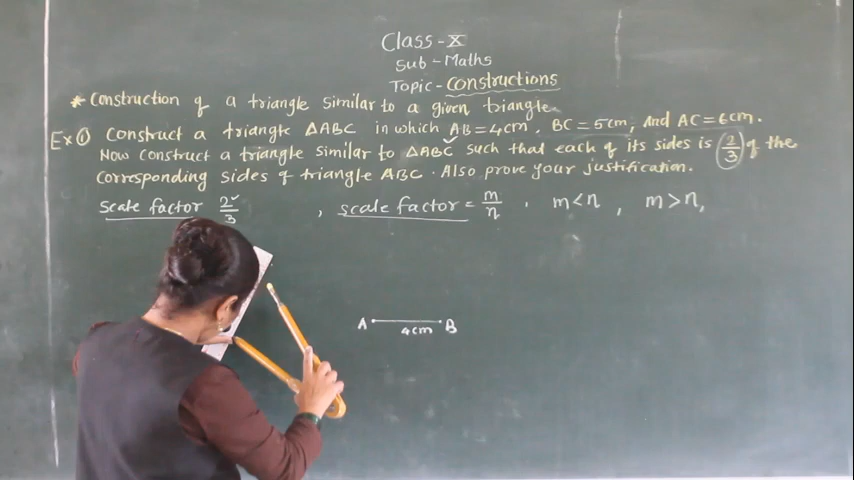 Class - X
Sub - Maths
Topic - Constructions
* Construction of a triangle similar to a given triangle.
Ex ① Construct a triangle ΔABC in which AB = 4cm, BC = 5cm, and AC = 6cm.
Now construct a triangle similar to ΔABC such that each of its sides is 2/3 of the
corresponding sides of triangle ABC. Also prove your justification.
Scale factor 2/3 , scale factor = m/n , m < n , m > n,
A 4cm B